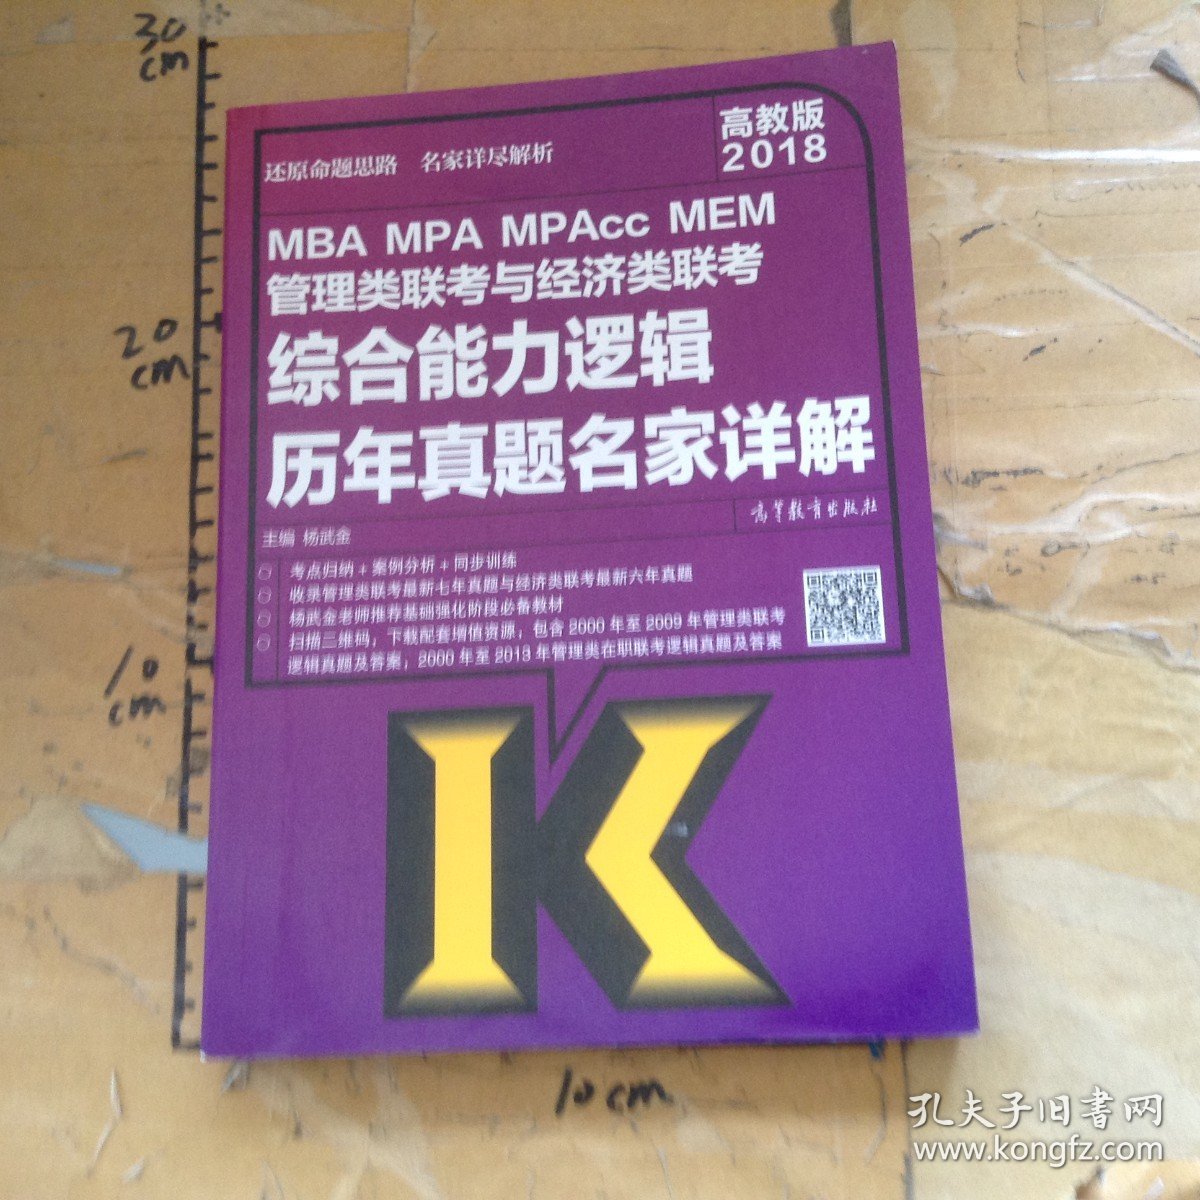 30
cm
20
cm
10
cm
10cm
还原命题思路 名家详尽解析
高教版
2018
MBA MPA MPAcc MEM
管理类联考与经济类联考
综合能力逻辑
历年真题名家详解
高等教育出版社
主编 杨武金
考点归纳+案例分析+同步训练
收录管理类联考最新七年真题与经济类联考最新六年真题
杨武金老师推荐基础强化阶段必备教材
扫描二维码，下载配套增值资源，包含2000年至2009年管理类联考
逻辑真题及答案，2000年至2013年管理类在职联考逻辑真题及答案
K
孔夫子旧书网
www.kongfz.com